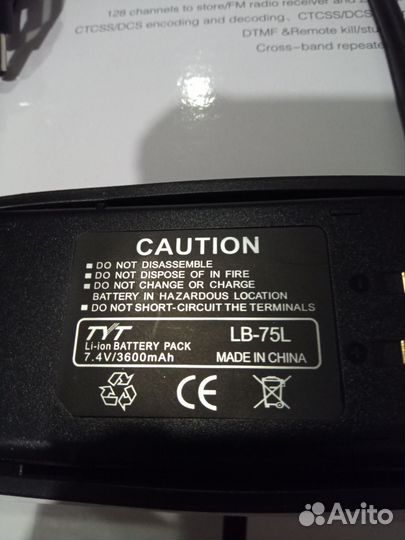 128 channels to store/FM radio receiver and
CTCSS/DCS encoding and decoding, CTCSS/DCS
DTMF &Remote kill/stu
Cross-band repeate
CAUTION
DO NOT DISASSEMBLE
DO NOT DISPOSE OF IN FIRE
DO NOT CHANGE OR CHARGE
BATTERY IN HAZARDOUS LOCATION
DO NOT SHORT-CIRCUIT THE TERMINALS
TYT LB-75L
Li-ion BATTERY PACK
7.4V/3600mAh MADE IN CHINA
CE
Avito